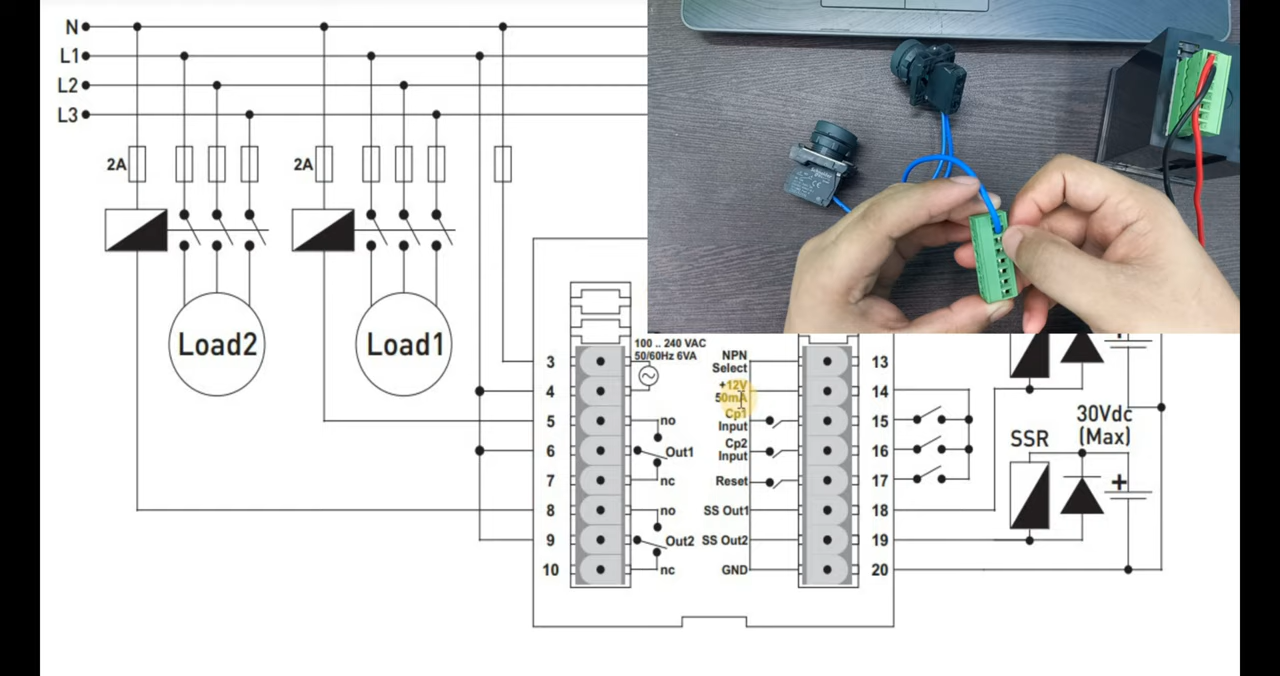 N
L1
L2
L3
2A
2A
Load2
Load1
100 .. 240 VAC
50/60Hz 6VA
3
4
5
6
7
8
9
10
no
Out1
nc
no
Out2
nc
NPN
Select
+12V
50mA
Cp1
Input
Cp2
Input
Reset
SS Out1
SS Out2
GND
13
14
15
16
17
18
19
20
SSR
30Vdc
(Max)
+
+